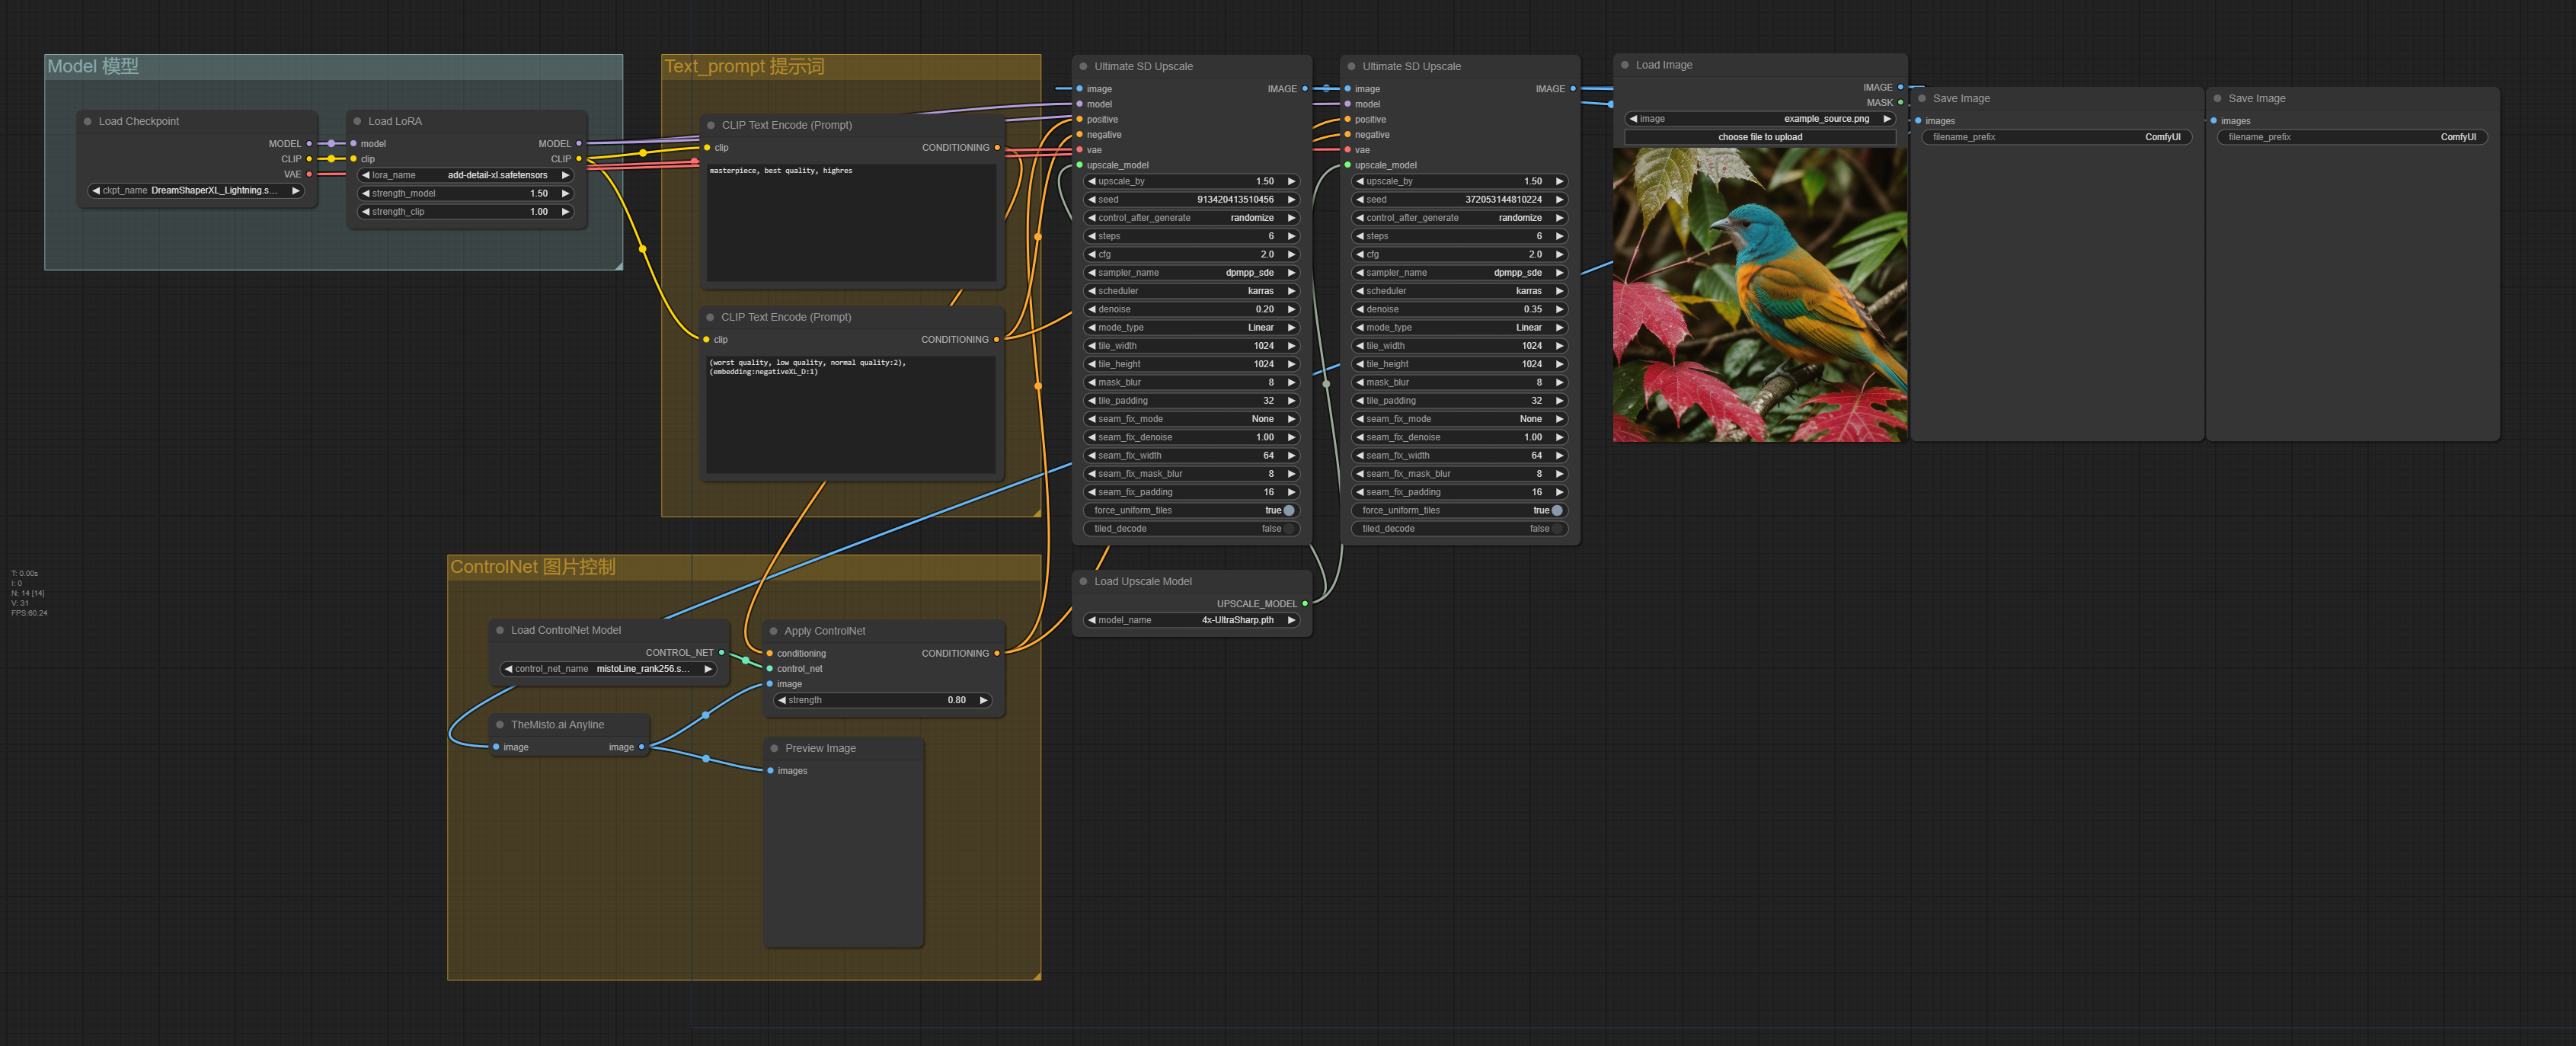 Model 模型
Load Checkpoint
MODEL
CLIP
VAE
ckpt_name DreamShaperXL_Lightning.s...
Load LoRA
model MODEL
clip CLIP
lora_name add-detail-xl.safetensors
strength_model 1.50
strength_clip 1.00
Text_prompt 提示词
CLIP Text Encode (Prompt)
clip CONDITIONING
masterpiece, best quality, highres
CLIP Text Encode (Prompt)
clip CONDITIONING
(worst quality, low quality, normal quality:2),
(embedding:negativeXL_D:1)
Ultimate SD Upscale
image IMAGE
model
positive
negative
vae
upscale_model
upscale_by 1.50
seed 913420413510456
control_after_generate randomize
steps 6
cfg 2.0
sampler_name dpmpp_sde
scheduler karras
denoise 0.20
mode_type Linear
tile_width 1024
tile_height 1024
mask_blur 8
tile_padding 32
seam_fix_mode None
seam_fix_denoise 1.00
seam_fix_width 64
seam_fix_mask_blur 8
seam_fix_padding 16
force_uniform_tiles true
tiled_decode false
Ultimate SD Upscale
image IMAGE
model
positive
negative
vae
upscale_model
upscale_by 1.50
seed 372053144810224
control_after_generate randomize
steps 6
cfg 2.0
sampler_name dpmpp_sde
scheduler karras
denoise 0.35
mode_type Linear
tile_width 1024
tile_height 1024
mask_blur 8
tile_padding 32
seam_fix_mode None
seam_fix_denoise 1.00
seam_fix_width 64
seam_fix_mask_blur 8
seam_fix_padding 16
force_uniform_tiles true
tiled_decode false
Load Image
IMAGE
MASK
image example_source.png
choose file to upload
Save Image
images
filename_prefix ComfyUI
Save Image
images
filename_prefix ComfyUI
Load Upscale Model
UPSCALE_MODEL
model_name 4x-UltraSharp.pth
T: 0.00s
I: 0
N: 14 [14]
V: 31
FPS:60.24
ControlNet 图片控制
Load ControlNet Model
CONTROL_NET
control_net_name mistoLine_rank256.s...
Apply ControlNet
conditioning CONDITIONING
control_net
image
strength 0.80
TheMisto.ai Anyline
image image
Preview Image
images